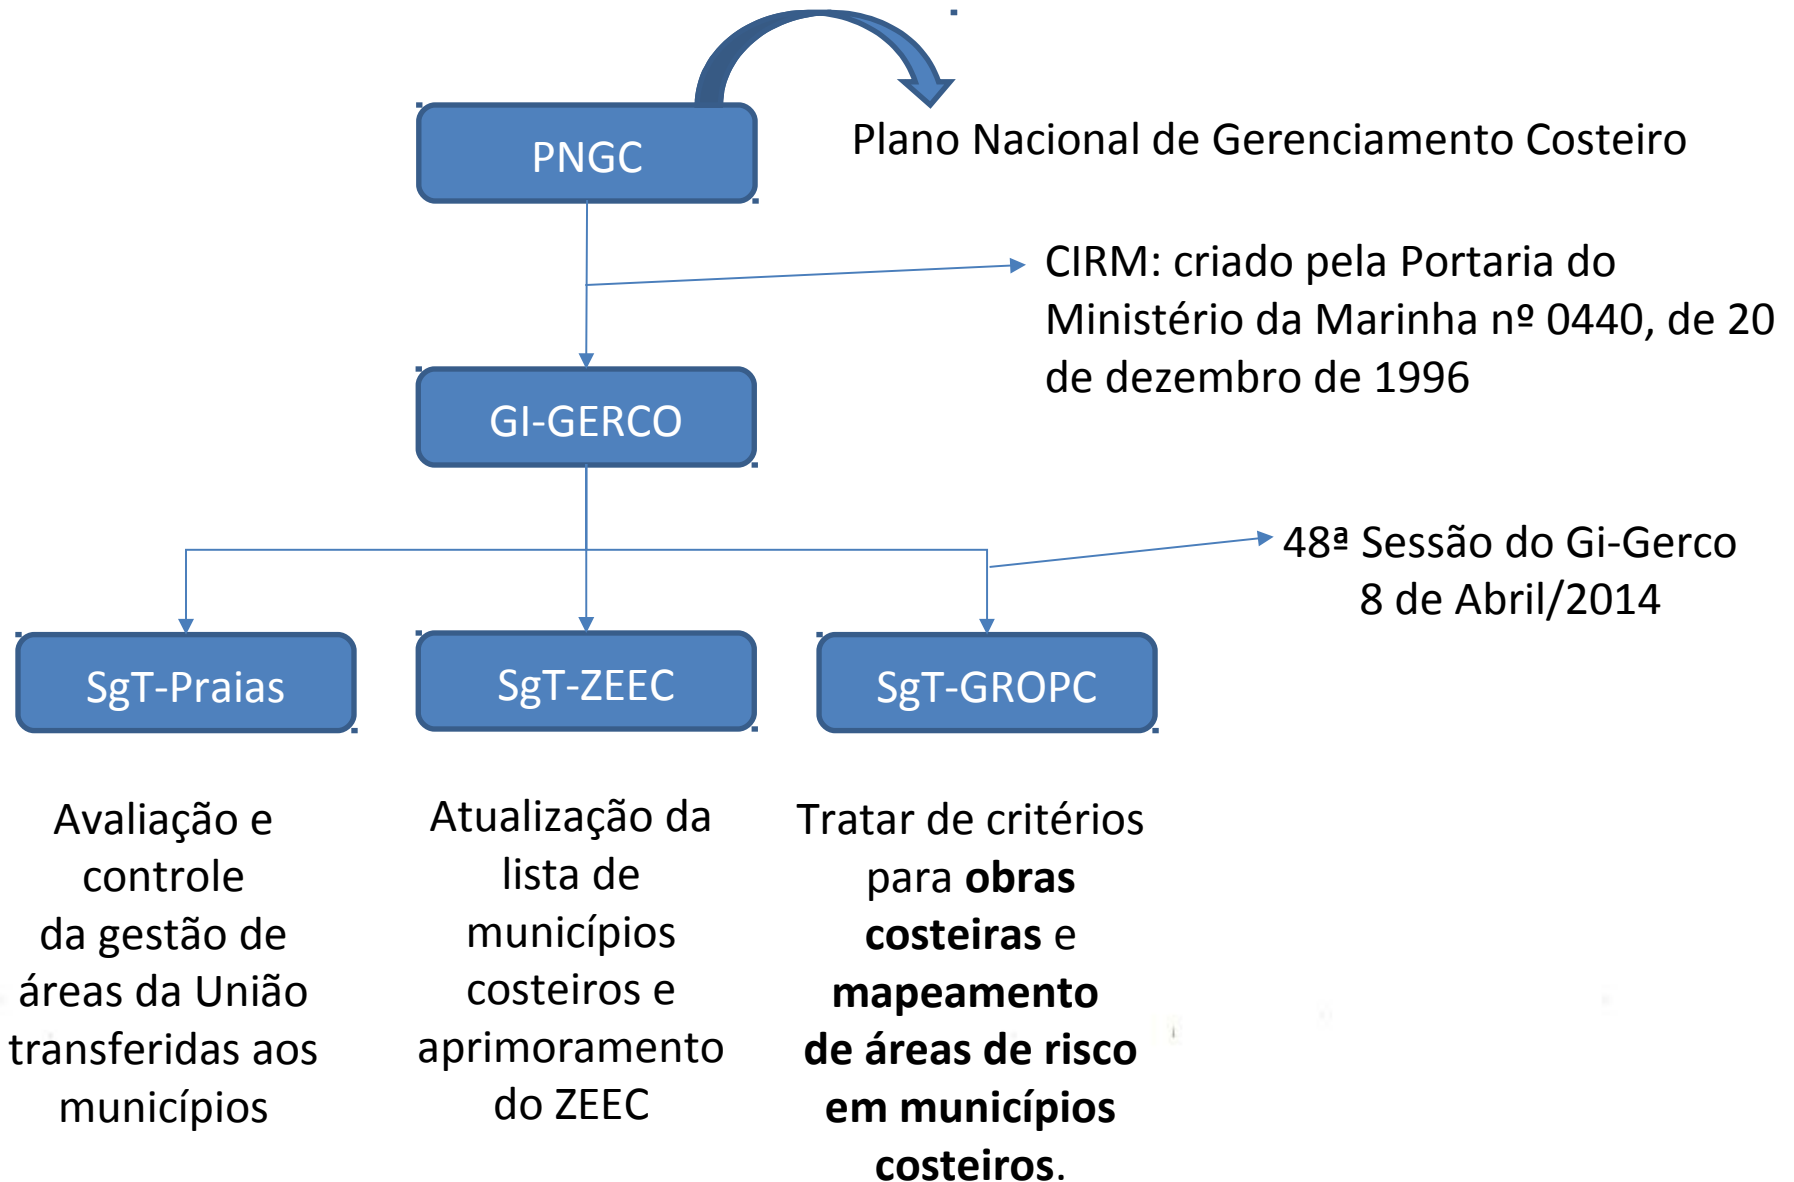 PNGC
Plano Nacional de Gerenciamento Costeiro
CIRM: criado pela Portaria do
Ministério da Marinha nº 0440, de 20
de dezembro de 1996
GI-GERCO
48ª Sessão do Gi-Gerco
8 de Abril/2014
SgT-Praias
SgT-ZEEC
SgT-GROPC
Avaliação e
controle
da gestão de
áreas da União
transferidas aos
municípios
Atualização da
lista de
municípios
costeiros e
aprimoramento
do ZEEC
Tratar de critérios
para obras
costeiras e
mapeamento
de áreas de risco
em municípios
costeiros.